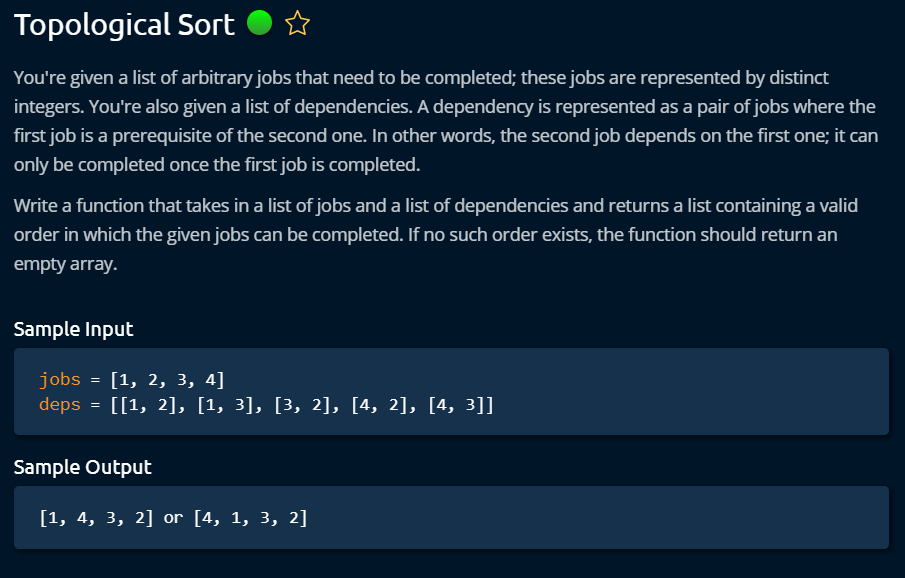 Topological Sort
You're given a list of arbitrary jobs that need to be completed; these jobs are represented by distinct
integers. You're also given a list of dependencies. A dependency is represented as a pair of jobs where the
first job is a prerequisite of the second one. In other words, the second job depends on the first one; it can
only be completed once the first job is completed.
Write a function that takes in a list of jobs and a list of dependencies and returns a list containing a valid
order in which the given jobs can be completed. If no such order exists, the function should return an
empty array.
Sample Input
jobs = [1, 2, 3, 4]
deps = [[1, 2], [1, 3], [3, 2], [4, 2], [4, 3]]
Sample Output
[1, 4, 3, 2] or [4, 1, 3, 2]